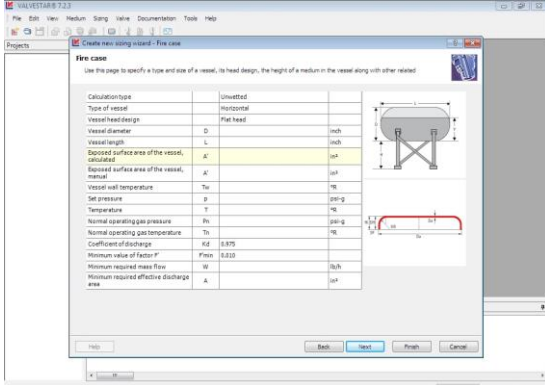 VALVESTAR® 7.2.3
File Edit View Medium Sizing Valve Documentation Tools Help
Projects
Create new sizing wizard - Fire case
Fire case
Use this page to specify a type and size of a vessel, its head design, the height of a medium in the vessel along with other related
Calculation type Unwetted
Type of vessel Horizontal
Vessel head design Flat head
Vessel diameter D inch
Vessel length L inch
Exposed surface area of the vessel, calculated A' in²
Exposed surface area of the vessel, manual A' in²
Vessel wall temperature Tw °R
Set pressure p psi-g
Temperature T °R
Normal operating gas pressure Pn psi-g
Normal operating gas temperature Tn °R
Coefficient of discharge Kd 0.975
Minimum value of factor F' F'min 0.010
Minimum required mass flow W lb/h
Minimum required effective discharge area A in²
L
Help Back Next Finish Cancel